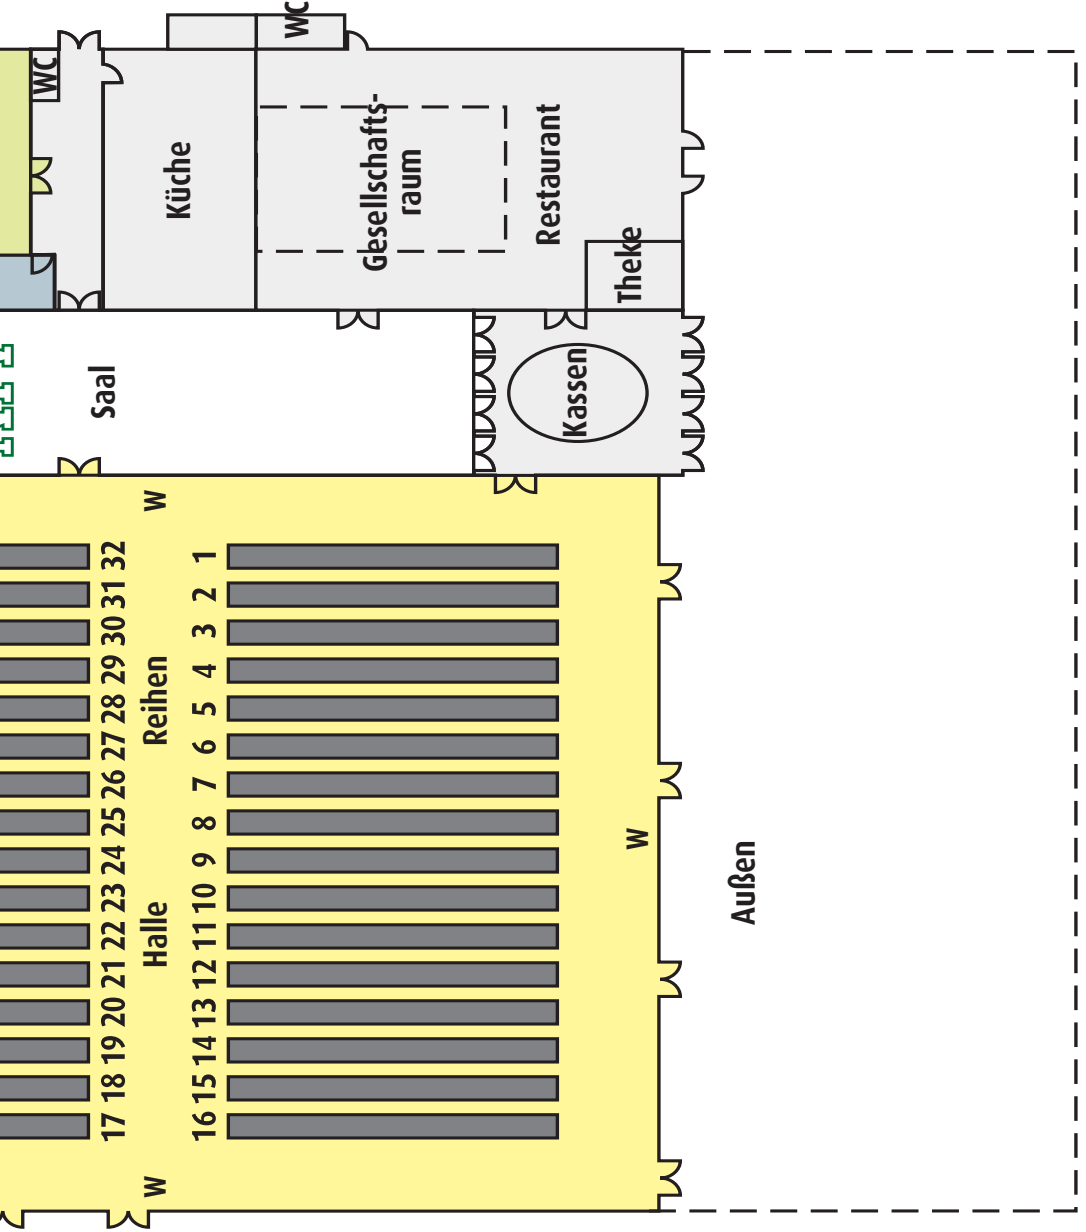 WC
WC
Küche
Gesellschafts-
raum
Restaurant
Theke
Saal
Kassen
W
32
31
30
29
28
27
26
25
24
23
22
21
20
19
18
17
Reihen
Halle
1
2
3
4
5
6
7
8
9
10
11
12
13
14
15
16
W
W
Außen